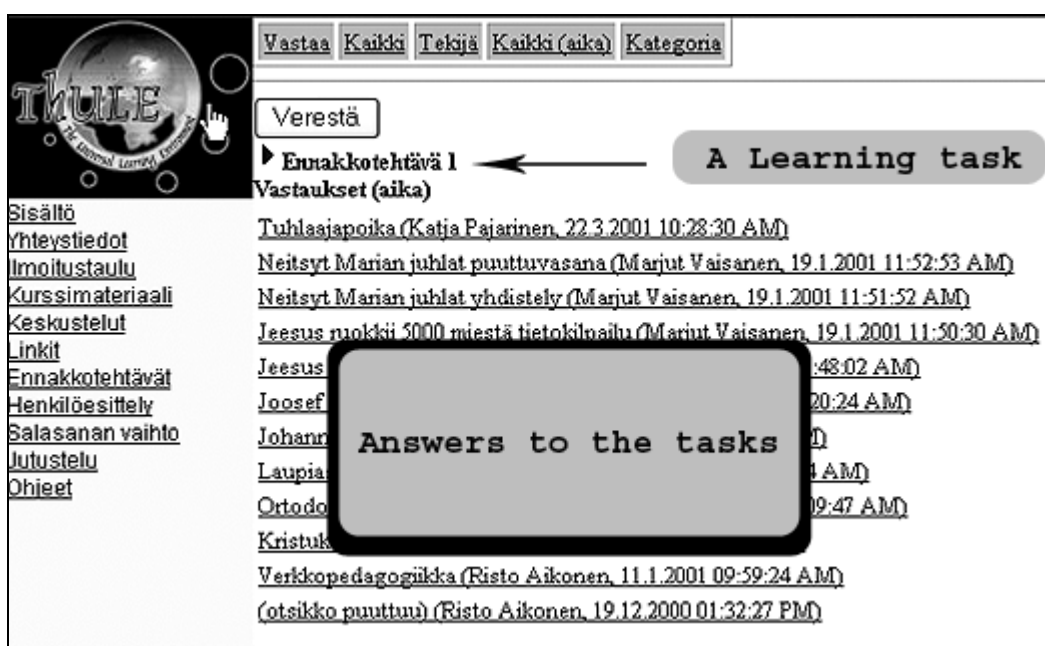 Vastaa Kaikki Tekijä Kaikki (aika) Kategoria
THULE
The Universal Learning Environment
Verestä
Ennakkotehtävä 1
A Learning task
Vastaukset (aika)
Sisältö
Yhteystiedot
Ilmoitustaulu
Kurssimateriaali
Keskustelut
Linkit
Ennakkotehtävät
Henkilöesittely
Salasanan vaihto
Jutustelu
Ohjeet
Tuhlaajapoika (Katja Pajarinen, 22.3.2001 10:28:30 AM)
Neitsyt Marian juhlat puuttuvasana (Marjut Vaisanen, 19.1.2001 11:52:53 AM)
Neitsyt Marian juhlat yhdistely (Marjut Vaisanen, 19.1.2001 11:51:52 AM)
Jeesus ruokkii 5000 miestä tietokilpailu (Marjut Vaisanen, 19.1.2001 11:50:30 AM)
Jeesus :48:02 AM)
Joosef 20:24 AM)
Johann
Answers to the tasks
Laupia AM)
Ortodo 09:47 AM)
Kristuk
Verkkopedagogiikka (Risto Aikonen, 11.1.2001 09:59:24 AM)
(otsikko puuttuu) (Risto Aikonen, 19.12.2000 01:32:27 PM)